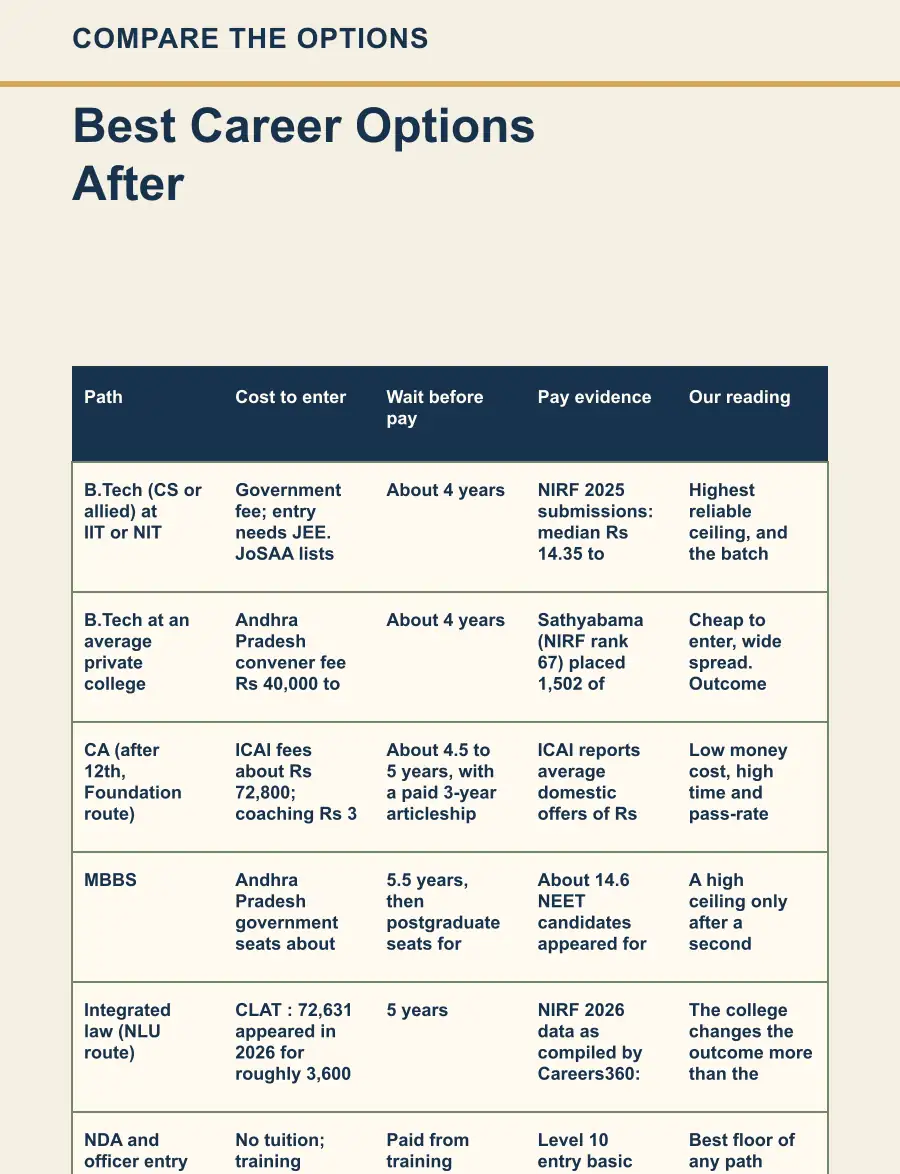 COMPARE THE OPTIONS
Best Career Options
After
Path
Cost to enter
Wait before
pay
Pay evidence
Our reading
B.Tech (CS or
allied) at
IIT or NIT
Government
fee; entry
needs JEE.
JoSAA lists
About 4 years
NIRF 2025
submissions:
median Rs
14.35 to
Highest
reliable
ceiling, and
the batch
B.Tech at an
average
private
college
Andhra
Pradesh
convener fee
Rs 40,000 to
About 4 years
Sathyabama
(NIRF rank
67) placed
1,502 of
Cheap to
enter, wide
spread.
Outcome
CA (after
12th,
Foundation
route)
ICAI fees
about Rs
72,800;
coaching Rs 3
About 4.5 to
5 years, with
a paid 3-year
articleship
ICAI reports
average
domestic
offers of Rs
Low money
cost, high
time and
pass-rate
MBBS
Andhra
Pradesh
government
seats about
5.5 years,
then
postgraduate
seats for
About 14.6
NEET
candidates
appeared for
A high
ceiling only
after a
second
Integrated
law (NLU
route)
CLAT : 72,631
appeared in
2026 for
roughly 3,600
5 years
NIRF 2026
data as
compiled by
Careers360:
The college
changes the
outcome more
than the
NDA and
officer entry
No tuition;
training
Paid from
training
Level 10
entry basic
Best floor of
any path